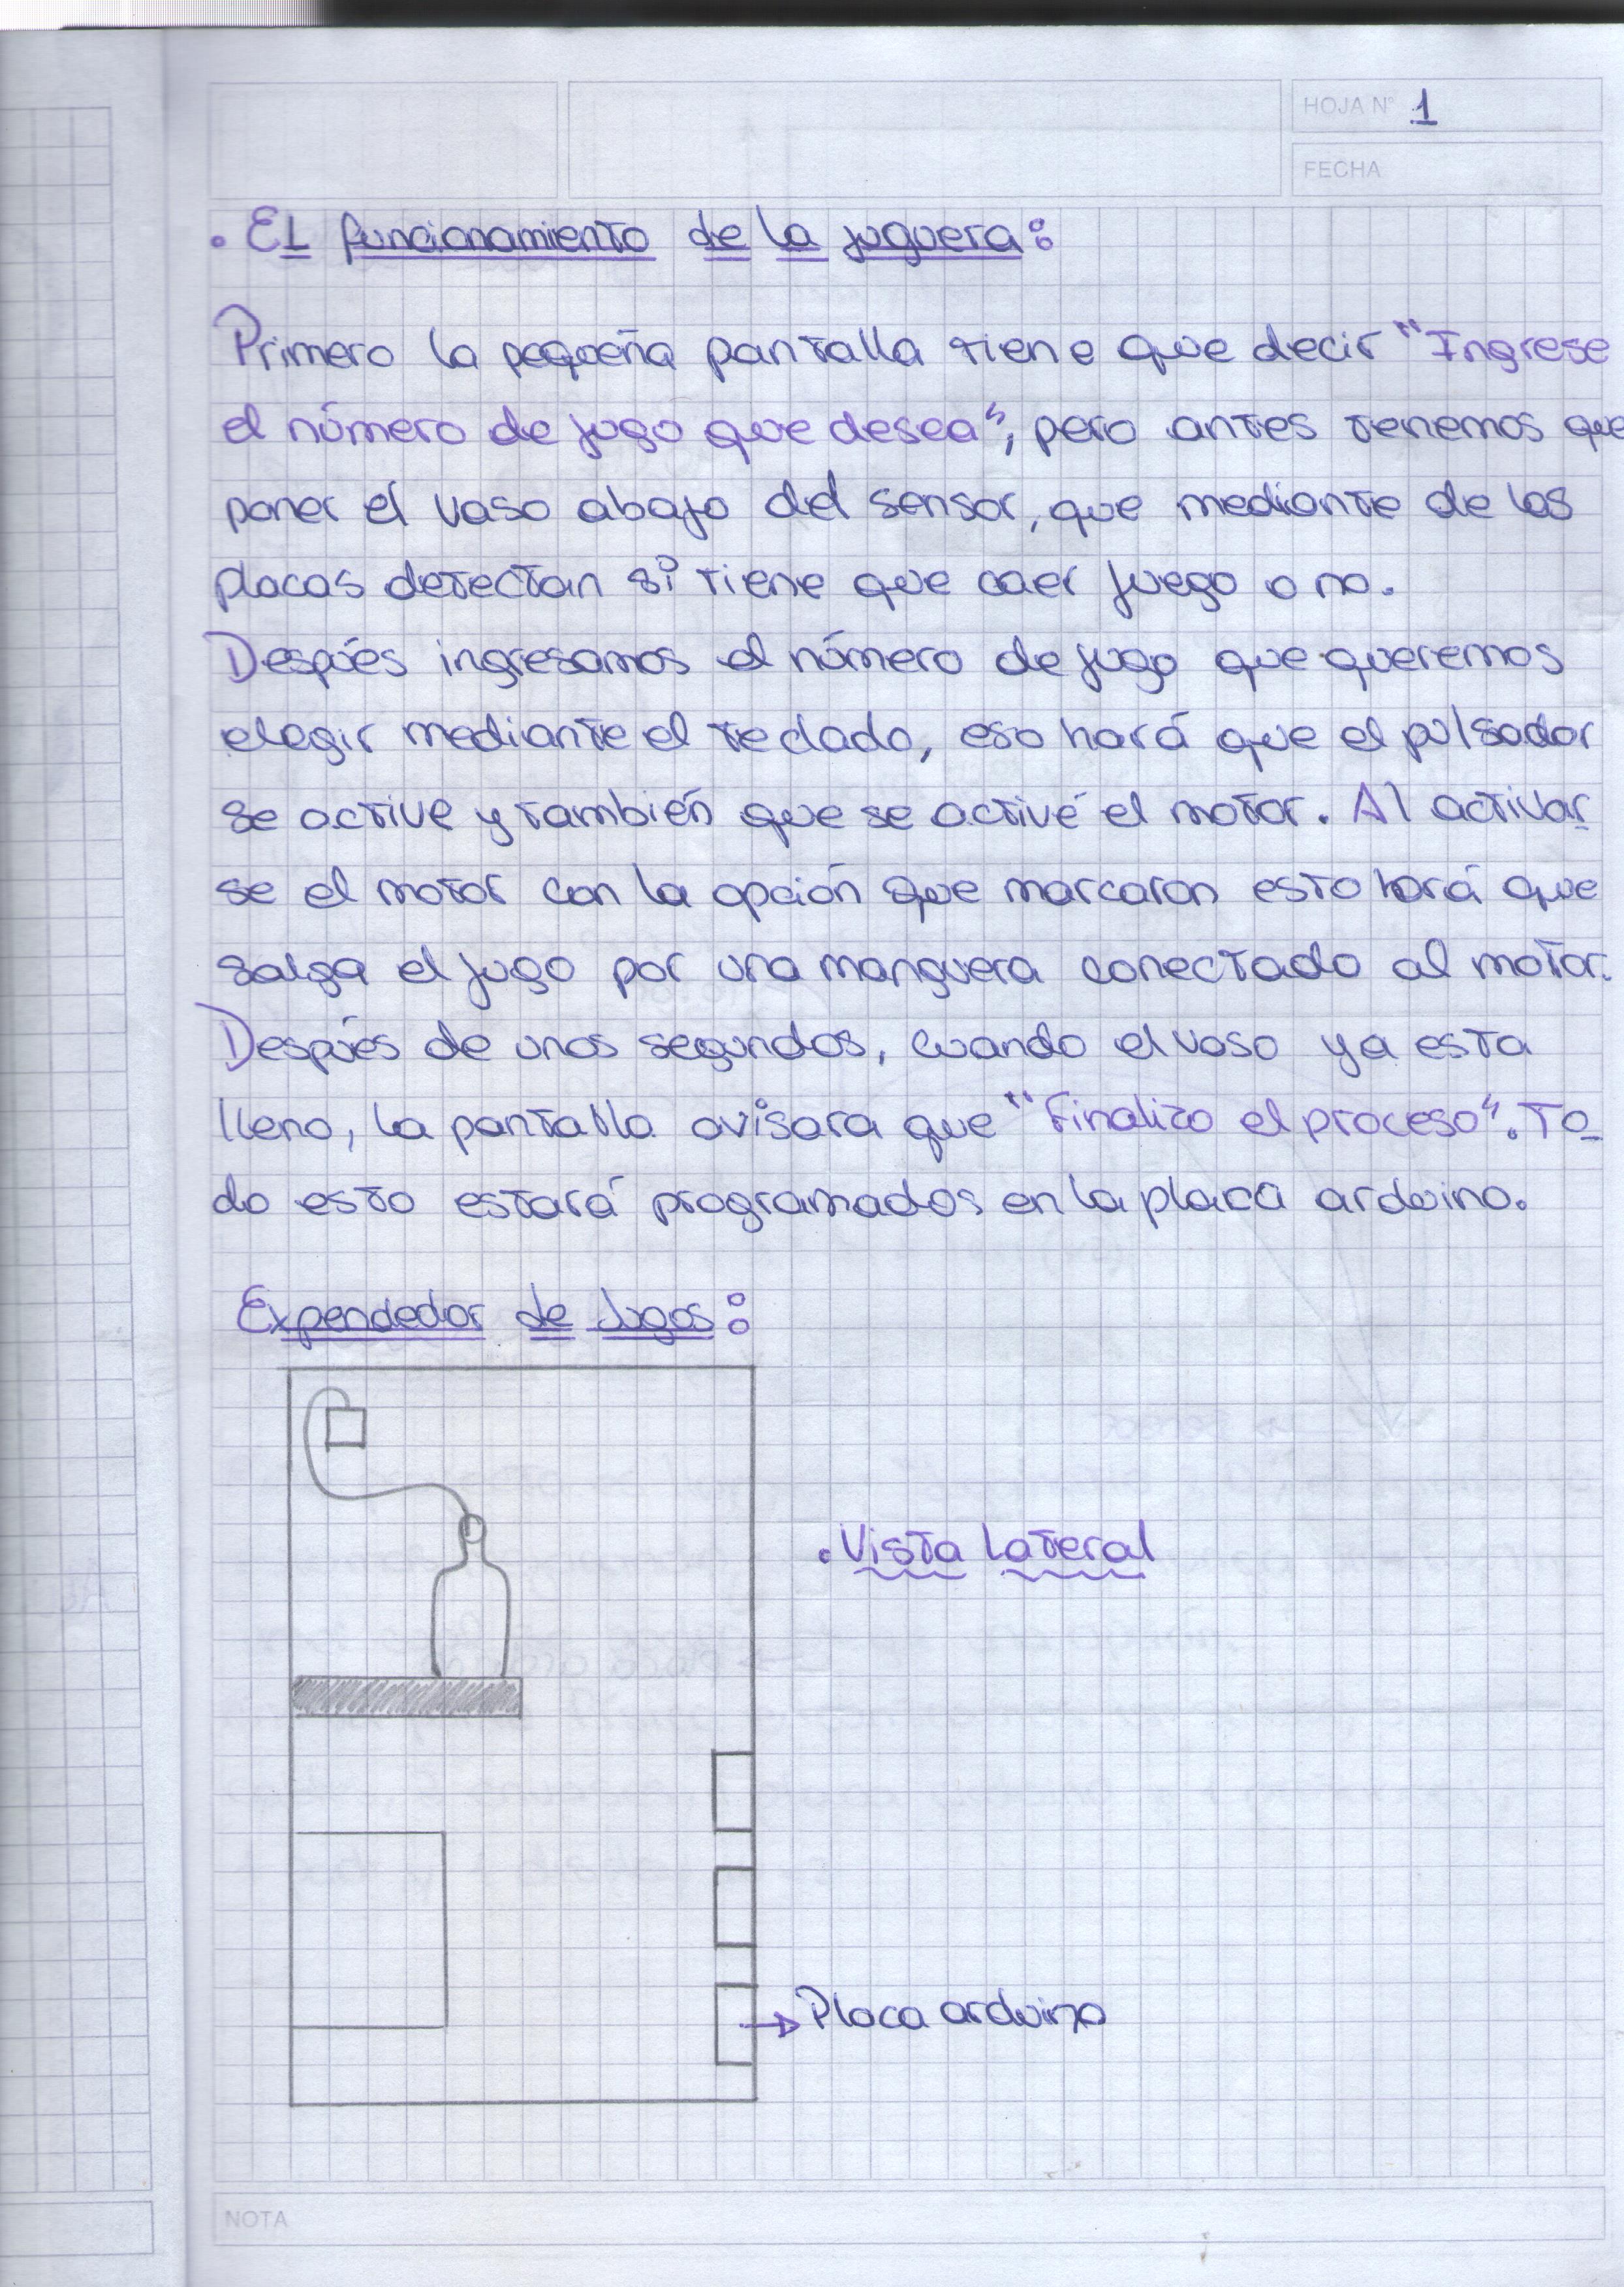 HOJA N° 1
FECHA
• EL funcionamiento de la juguera:
Primero la pequeña pantalla tiene que decir "Ingrese
el número de jugo que desea", pero antes tenemos que
poner el vaso abajo del sensor, que mediante de las
placas detectan si tiene que caer juego o no.
Después ingresamos el número de jugo que queremos
elegir mediante el teclado, eso hará que el pulsador
se active y también que se active el motor. Al activar
se el motor con la opción que marcaron esto hará que
salga el jugo por una manguera conectado al motor.
Después de unos segundos, cuando el vaso ya esta
lleno, la pantalla avisara que "Finalizo el proceso". To
do esto estará programados en la placa arduino.
Expendedor de Jugos:
• Vista Lateral
→ Placa arduino
NOTA